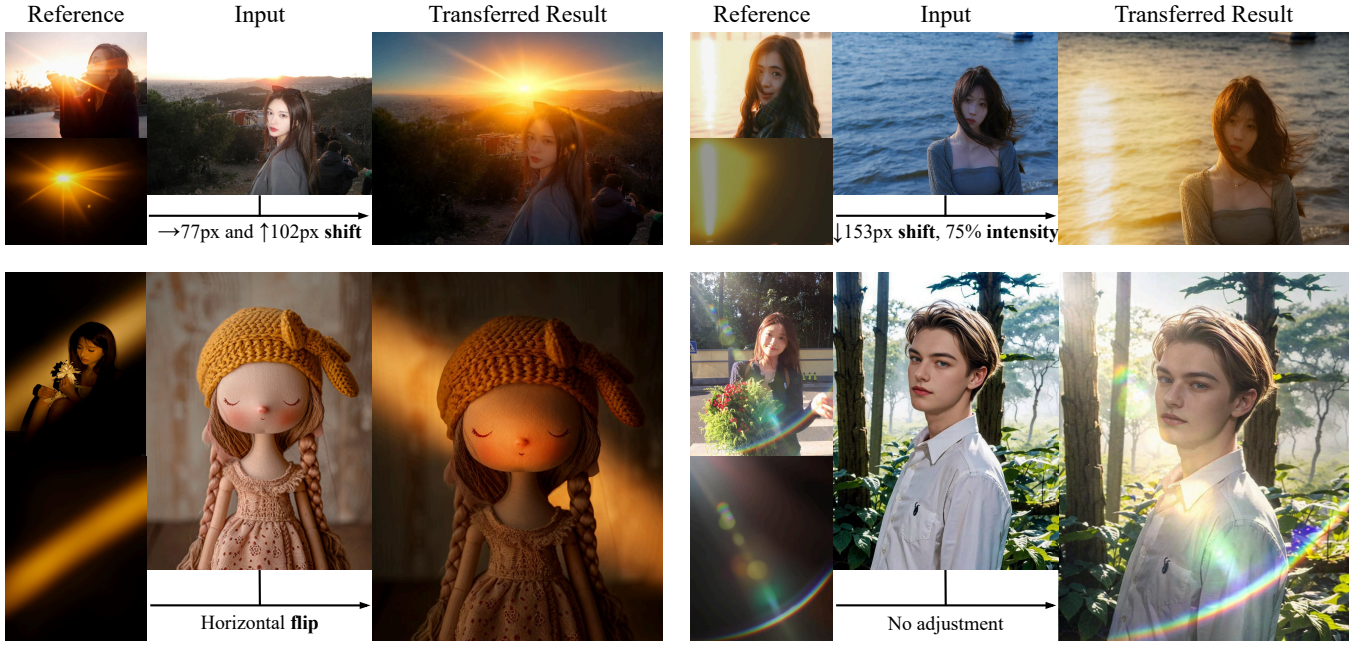 Reference Input Transferred Result Reference Input Transferred Result
→77px and ↑102px shift
↓153px shift, 75% intensity
Horizontal flip
No adjustment